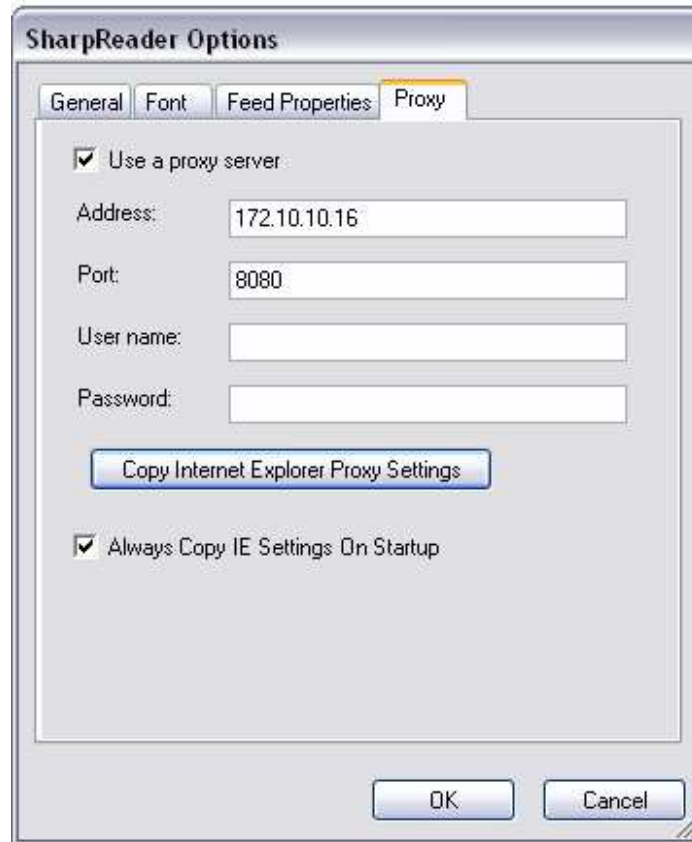 SharpReader Options
General Font Feed Properties Proxy
Use a proxy server
Address: 172.10.10.16
Port: 8080
User name:
Password:
Copy Internet Explorer Proxy Settings
Always Copy IE Settings On Startup
OK Cancel